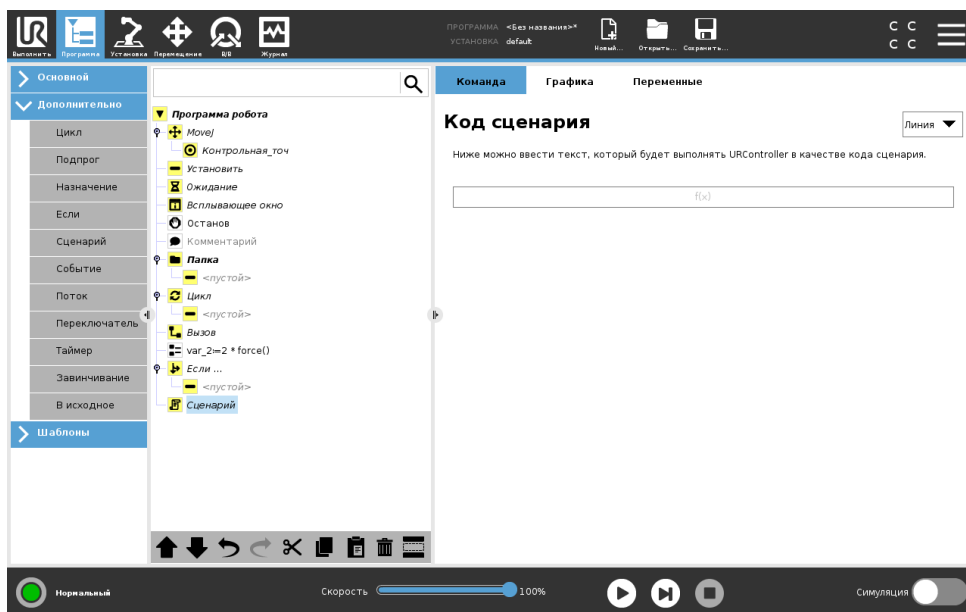 ПРОГРАММА <Без названия>*
УСТАНОВКА default
Выполнить Программа Установка Перемещение В/В Журнал
Новый... Открыть... Сохранить...
C C
C C
Основной
Дополнительно
Цикл
Подпрог
Назначение
Если
Сценарий
Событие
Поток
Переключатель
Таймер
Завинчивание
В исходное
Шаблоны
Программа робота
MoveJ
Контрольная_точ
Установить
Ожидание
Всплывающее окно
Останов
Комментарий
Папка
<пустой>
Цикл
<пустой>
Вызов
var_2≔2 * force()
Если ...
<пустой>
Сценарий
Команда Графика Переменные
Код сценария
Линия
Ниже можно ввести текст, который будет выполнять URController в качестве кода сценария.
f(x)
Нормальный
Скорость 100%
Симуляция